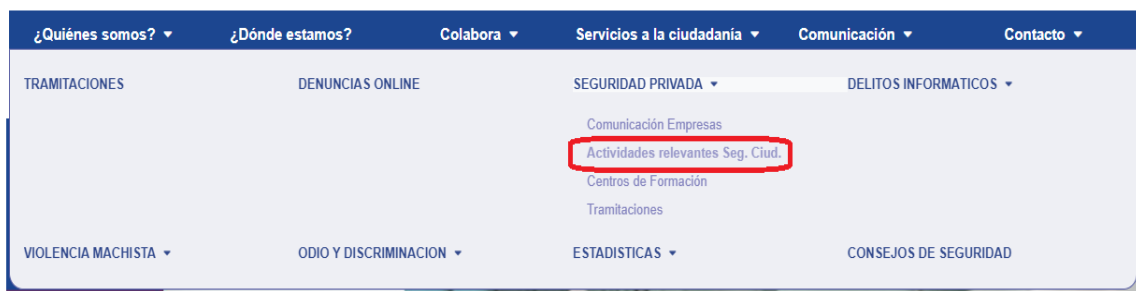 ¿Quiénes somos? ¿Dónde estamos? Colabora Servicios a la ciudadanía Comunicación Contacto
TRAMITACIONES DENUNCIAS ONLINE SEGURIDAD PRIVADA DELITOS INFORMATICOS
Comunicación Empresas
Actividades relevantes Seg. Ciud.
Centros de Formación
Tramitaciones
VIOLENCIA MACHISTA ODIO Y DISCRIMINACION ESTADISTICAS CONSEJOS DE SEGURIDAD